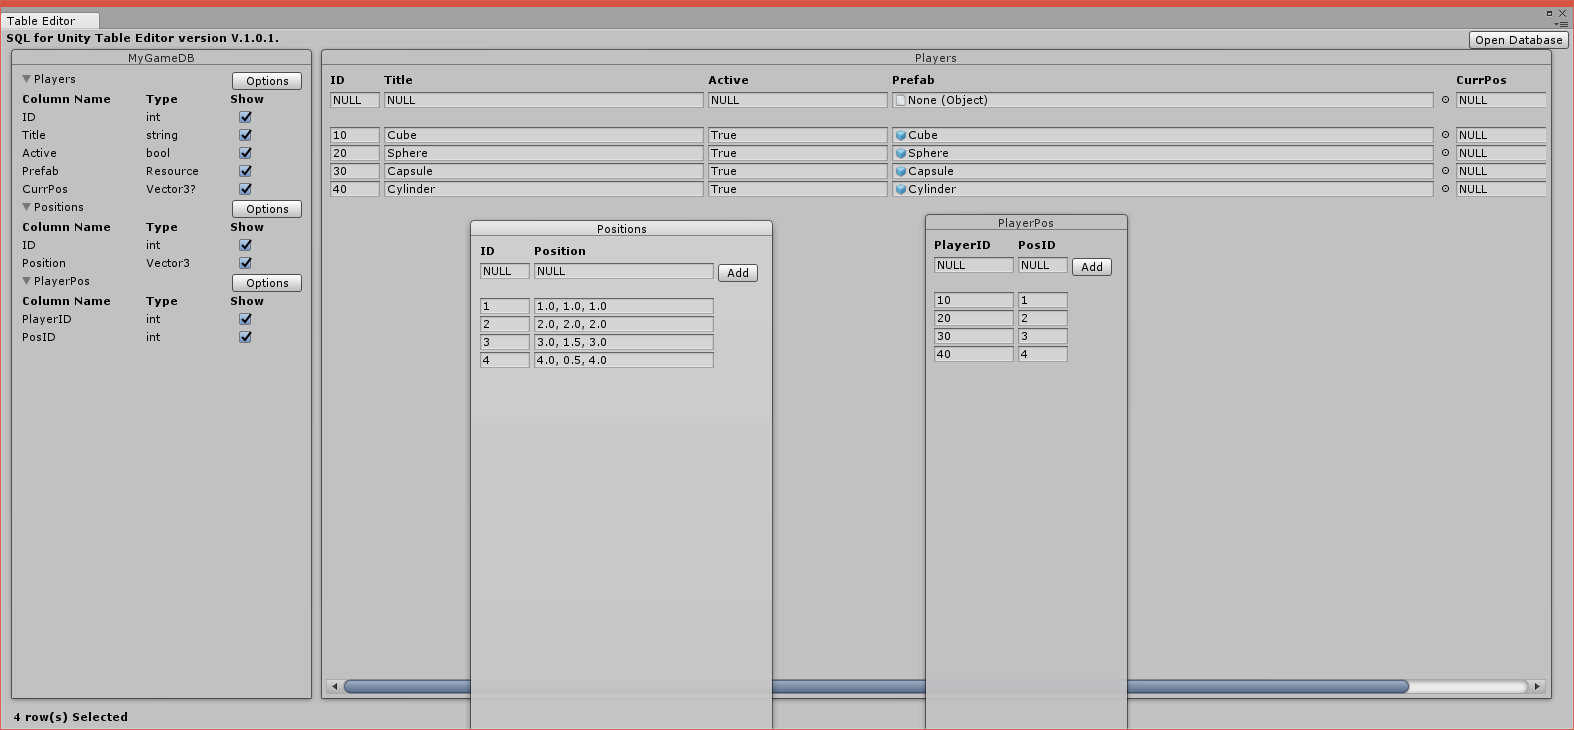 Table Editor
SQL for Unity Table Editor version V.1.0.1.
Open Database
MyGameDB
Players Options
Column Name Type Show
ID int
Title string
Active bool
Prefab Resource
CurrPos Vector3?
Positions Options
Column Name Type Show
ID int
Position Vector3
PlayerPos Options
Column Name Type Show
PlayerID int
PosID int
Players
ID Title Active Prefab CurrPos
NULL NULL NULL None (Object) NULL
10 Cube True Cube NULL
20 Sphere True Sphere NULL
30 Capsule True Capsule NULL
40 Cylinder True Cylinder NULL
Positions
ID Position
NULL NULL Add
1 1.0, 1.0, 1.0
2 2.0, 2.0, 2.0
3 3.0, 1.5, 3.0
4 4.0, 0.5, 4.0
PlayerPos
PlayerID PosID
NULL NULL Add
10 1
20 2
30 3
40 4
4 row(s) Selected